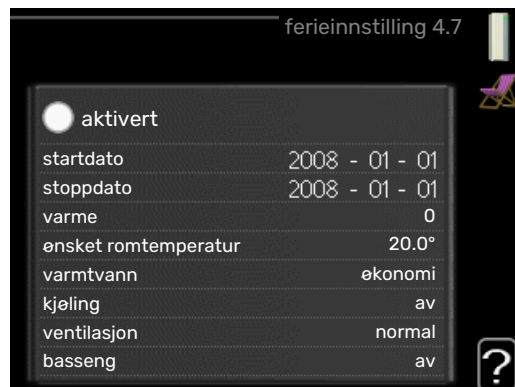 ferieinnstilling 4.7
aktivert
startdato 2008 - 01 - 01
stoppdato 2008 - 01 - 01
varme 0
ønsket romtemperatur 20.0°
varmtvann økonomi
kjøling av
ventilasjon normal
basseng av
?